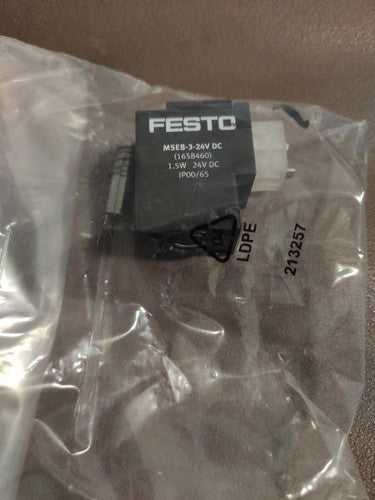 FESTO
MSEB-3-24V DC
(1658460)
1.5W 24V DC
IP00/65
04
LDPE
213257